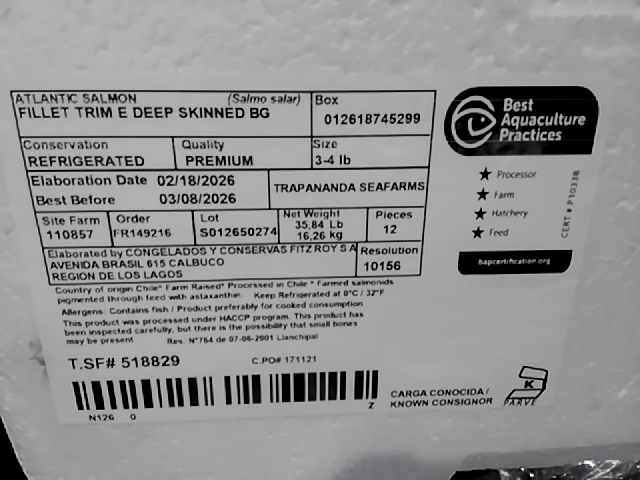 ATLANTIC SALMON (Salmo salar)
FILLET TRIM E DEEP SKINNED BG
Box
012618745299
Conservation
REFRIGERATED
Quality
PREMIUM
Size
3-4 lb
Elaboration Date 02/18/2026
Best Before 03/08/2026
TRAPANANDA SEAFARMS
Site Farm
110857
Order
FR149216
Lot
S012650274
Net Weight
35,84 Lb
16,26 kg
Pieces
12
Elaborated by CONGELADOS Y CONSERVAS FITZ ROY S A
AVENIDA BRASIL 615 CALBUCO
REGION DE LOS LAGOS
Resolution
10156
Country of origin Chile* Farm Raised* Processed in Chile * Farmed salmonids
pigmented through feed with astaxanthin. Keep Refrigerated at 0°C / 32°F
Allergens: Contains fish / Product preferably for cooked consumption
This product was processed under HACCP program. This product has
been inspected carefully, but there is the possibility that small bones
may be present Res. N°764 de 07-06-2001 Llanchipal
T.SF# 518829
C.PO# 171121
N126 0 Z
CARGA CONOCIDA /
KNOWN CONSIGNOR
K
PARVE
Best
Aquaculture
Practices
Processor
Farm
Hatchery
Feed
CERT # P10338
bapcertification.org